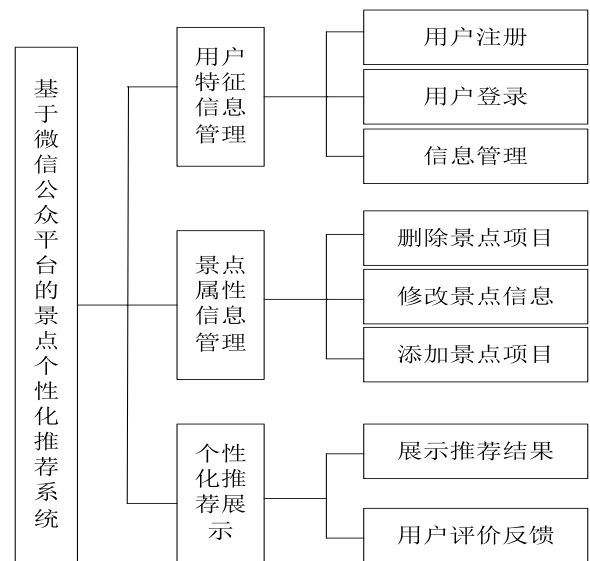 基于微信公众平台的景点个性化推荐系统
用户
特征
信息
管理
用户注册
用户登录
信息管理
景点
属性
信息
管理
删除景点项目
修改景点信息
添加景点项目
个性
化推
荐展
示
展示推荐结果
用户评价反馈